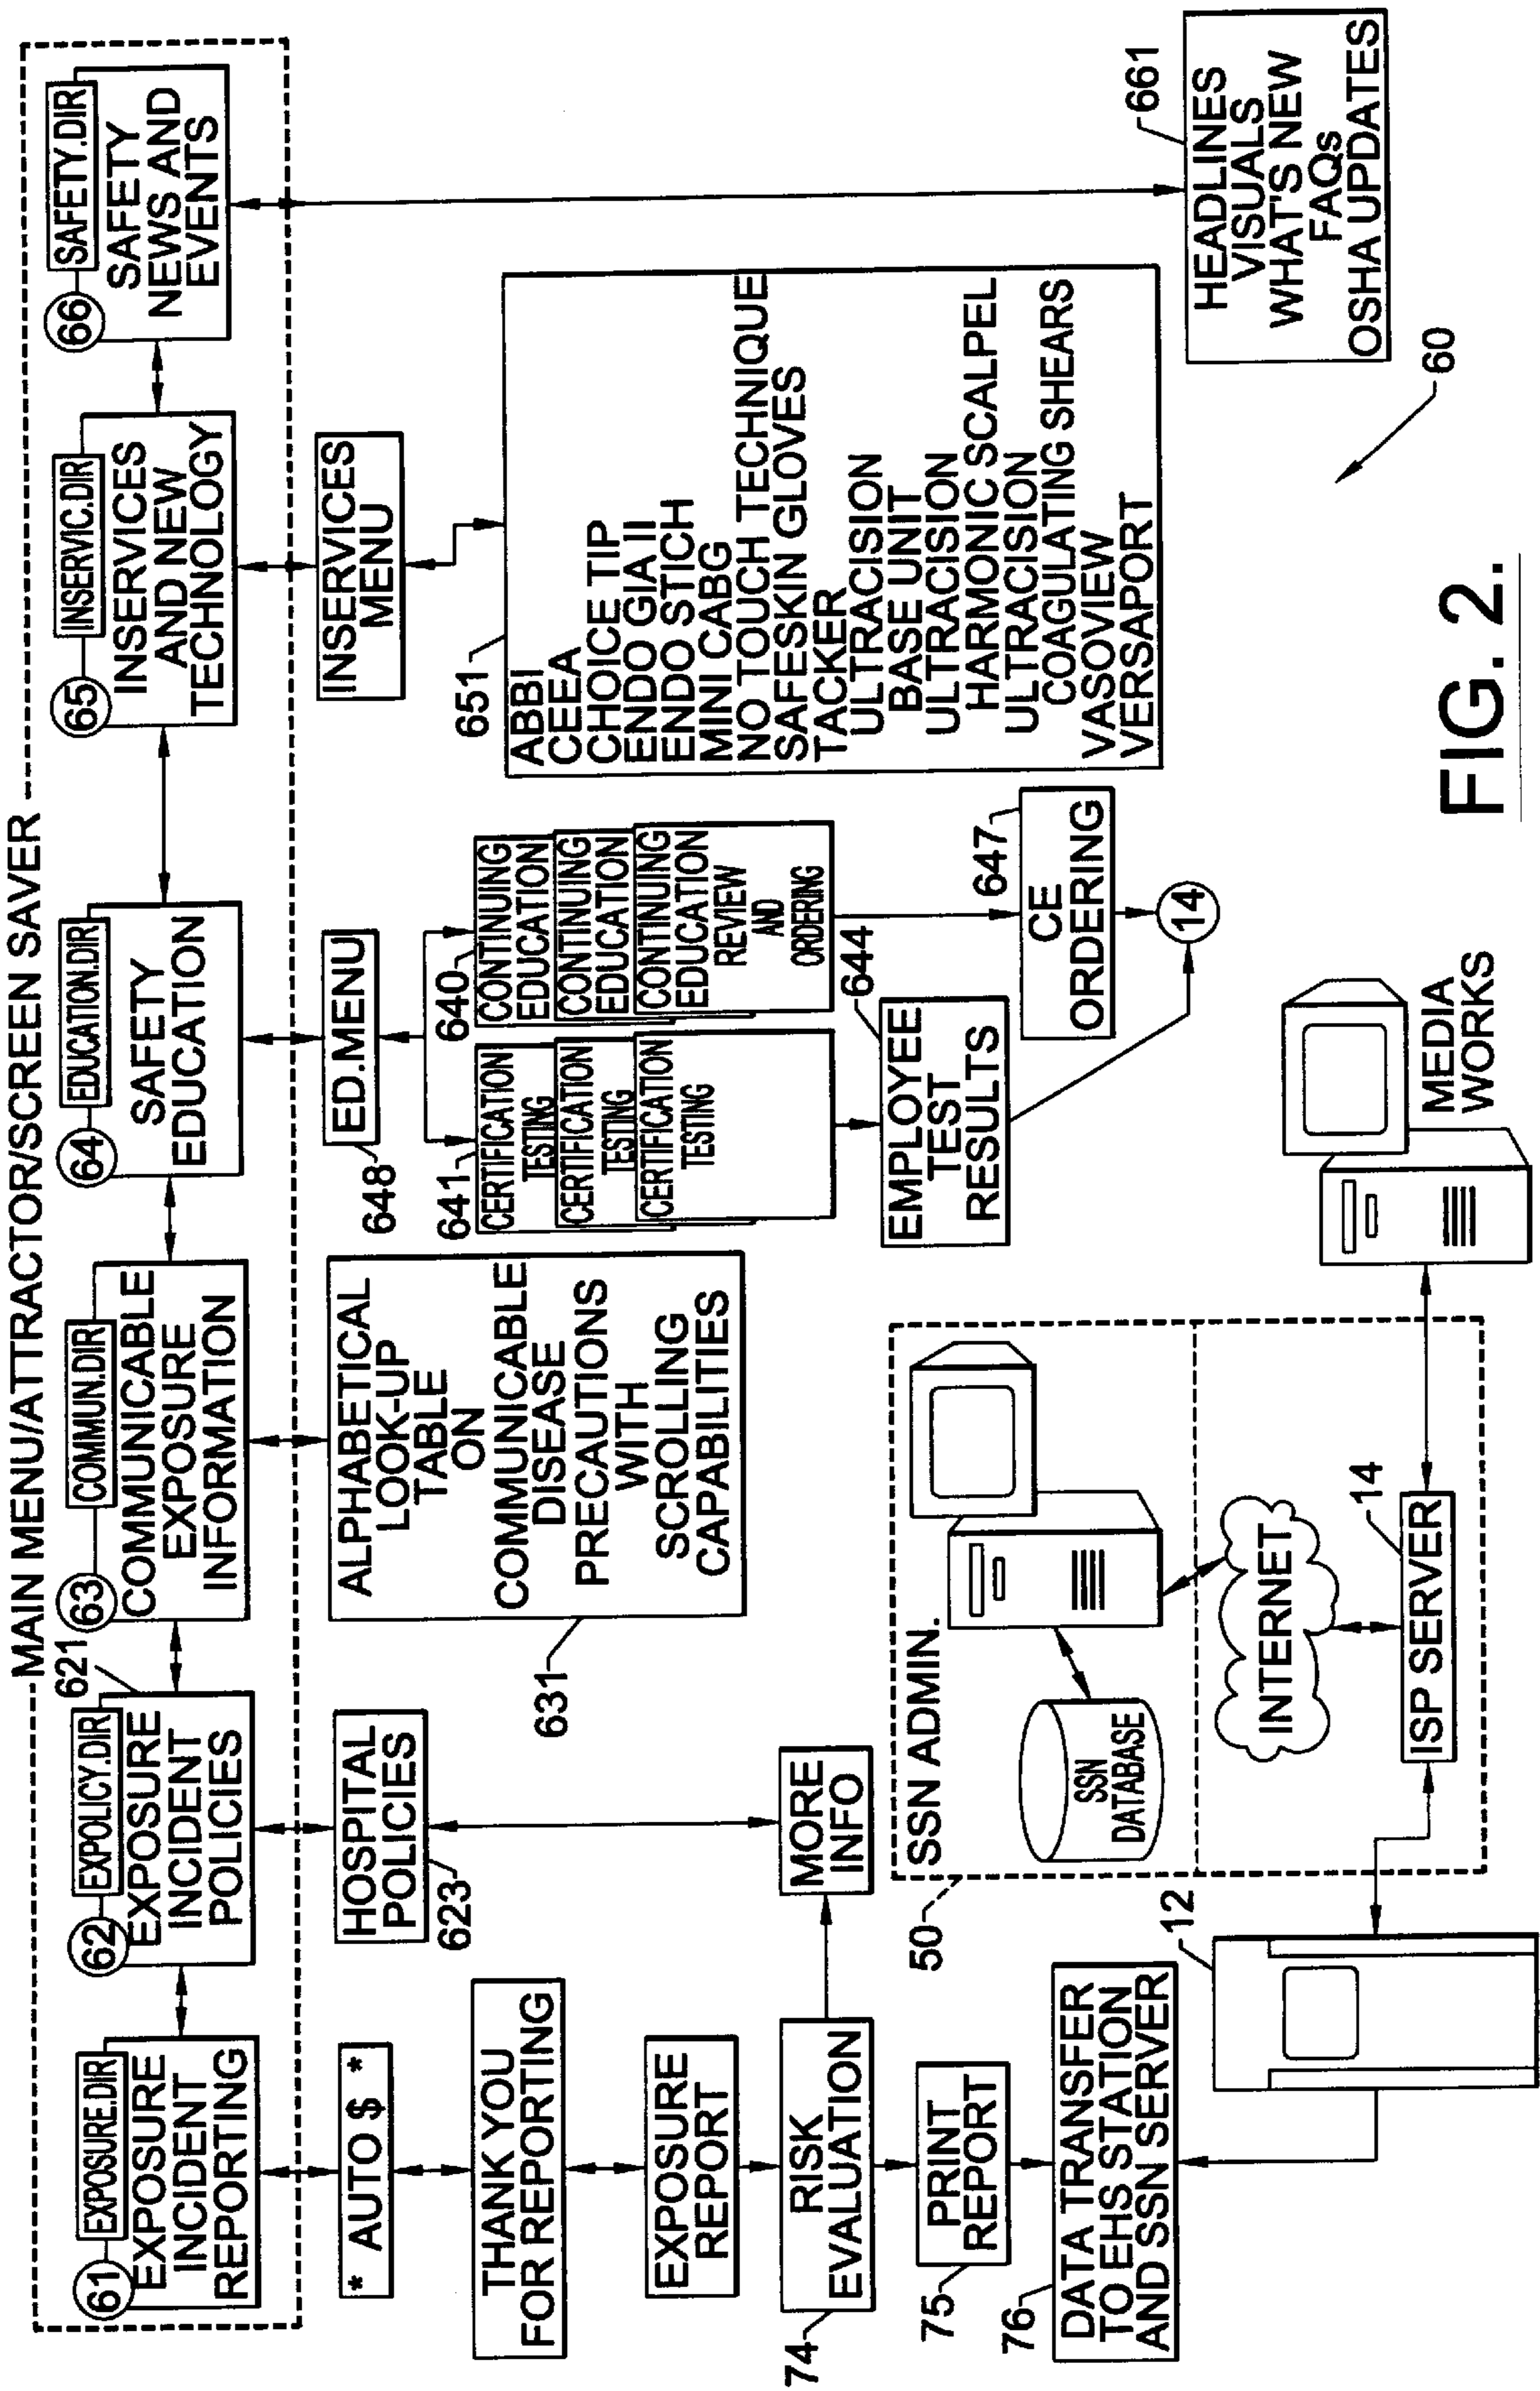 MAIN MENU/ATTRACTOR/SCREEN SAVER
61
EXPOSURE.DIR
EXPOSURE
INCIDENT
REPORTING
62
EXPOLICY.DIR
621
EXPOSURE
INCIDENT
POLICIES
63
COMMUN.DIR
COMMUNICABLE
EXPOSURE
INFORMATION
64
EDUCATION.DIR
SAFETY
EDUCATION
65
INSERVIC.DIR
INSERVICES
AND NEW
TECHNOLOGY
66
SAFETY.DIR
SAFETY
NEWS AND
EVENTS
* AUTO $ *
THANK YOU
FOR REPORTING
EXPOSURE
REPORT
74
RISK
EVALUATION
75
PRINT
REPORT
76
DATA TRANSFER
TO EHS STATION
AND SSN SERVER
HOSPITAL
POLICIES
623
MORE
INFO
ALPHABETICAL
LOOK-UP
TABLE
ON
COMMUNICABLE
DISEASE
PRECAUTIONS
WITH
SCROLLING
CAPABILITIES
631
ED.MENU
648
641
CERTIFICATION
TESTING
CERTIFICATION
TESTING
CERTIFICATION
TESTING
640
CONTINUING
EDUCATION
CONTINUING
EDUCATION
CONTINUING
EDUCATION
REVIEW
AND
ORDERING
644
EMPLOYEE
TEST
RESULTS
647
CE
ORDERING
14
INSERVICES
MENU
651
ABBI
CEEA
CHOICE TIP
ENDO GIA II
ENDO STICH
MINI CABG
NO TOUCH TECHNIQUE
SAFESKIN GLOVES
TACKER
ULTRACISION
BASE UNIT
ULTRACISION
HARMONIC SCALPEL
ULTRACISION
COAGULATING SHEARS
VASOVIEW
VERSAPORT
661
HEADLINES
VISUALS
WHAT'S NEW
FAQs
OSHA UPDATES
12
50
SSN ADMIN.
SSN
DATABASE
INTERNET
14
ISP SERVER
MEDIA
WORKS
60
FIG. 2.